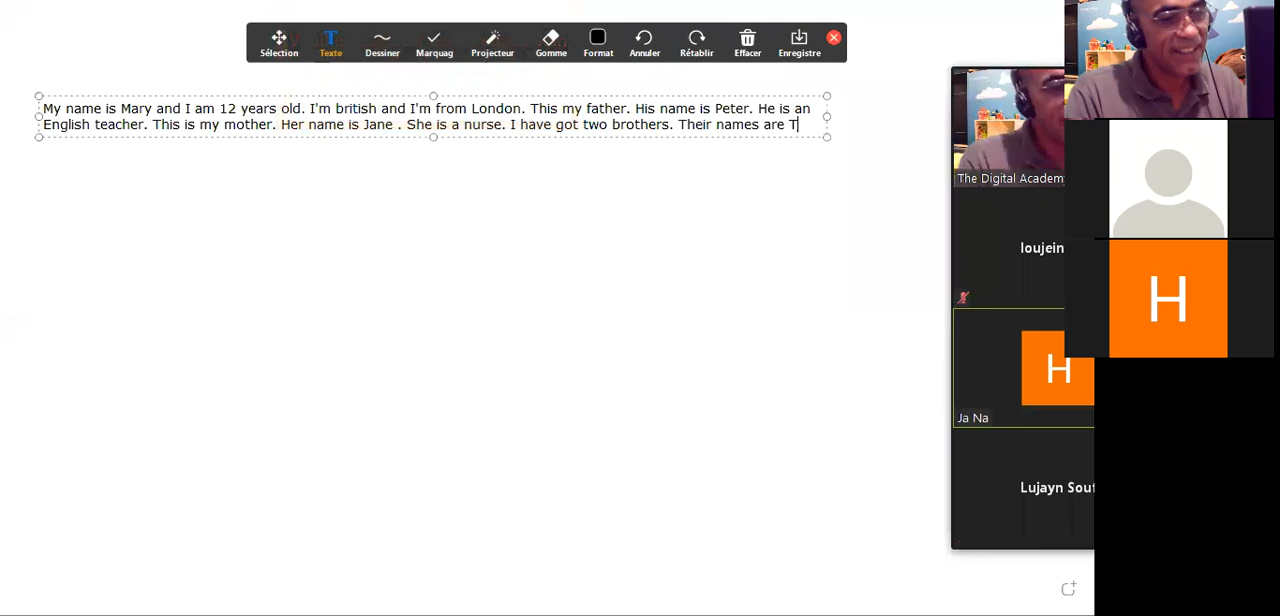 Sélection Texte Dessiner Marquag Projecteur Gomme Format Annuler Rétablir Effacer Enregistre
My name is Mary and I am 12 years old. I'm british and I'm from London. This my father. His name is Peter. He is an
English teacher. This is my mother. Her name is Jane . She is a nurse. I have got two brothers. Their names are T
The Digital Academ
loujein
H
H
Ja Na
Lujayn Souf